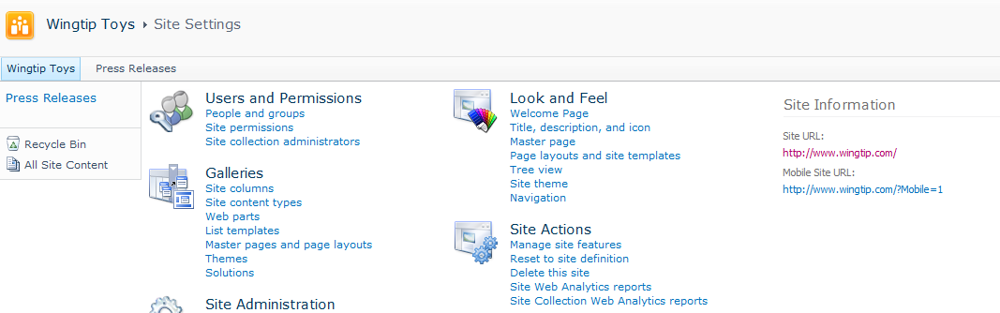 Wingtip Toys ▸ Site Settings
Wingtip Toys Press Releases
Press Releases
Recycle Bin
All Site Content
Users and Permissions
People and groups
Site permissions
Site collection administrators
Galleries
Site columns
Site content types
Web parts
List templates
Master pages and page layouts
Themes
Solutions
Site Administration
Look and Feel
Welcome Page
Title, description, and icon
Master page
Page layouts and site templates
Tree view
Site theme
Navigation
Site Actions
Manage site features
Reset to site definition
Delete this site
Site Web Analytics reports
Site Collection Web Analytics reports
Site Information
Site URL:
http://www.wingtip.com/
Mobile Site URL:
http://www.wingtip.com/?Mobile=1